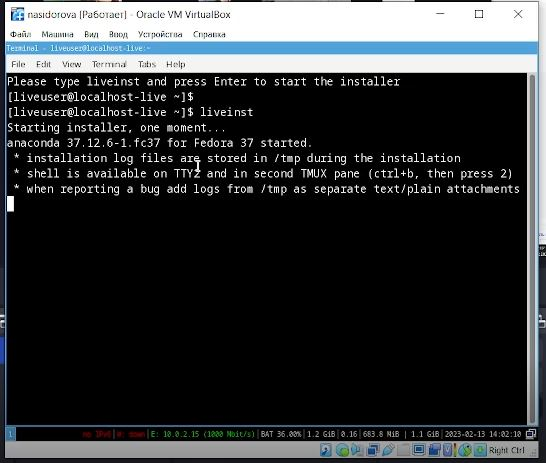 nasidorova [Работает] - Oracle VM VirtualBox
Файл Машина Вид Ввод Устройства Справка
Terminal - liveuser@localhost-live:~
File Edit View Terminal Tabs Help
Please type liveinst and press Enter to start the installer
[liveuser@localhost-live ~]$
[liveuser@localhost-live ~]$ liveinst
Starting installer, one moment...
anaconda 37.12.6-1.fc37 for Fedora 37 started.
* installation log files are stored in /tmp during the installation
* shell is available on TTY2 and in second TMUX pane (ctrl+b, then press 2)
* when reporting a bug add logs from /tmp as separate text/plain attachments
1 no IPv6|W: down|E: 10.0.2.15 (1000 Mbit/s)|BAT 36.00%|1.2 GiB|0.16|683.8 MiB | 1.1 GiB|2023-02-13 14:02:10
Right Ctrl